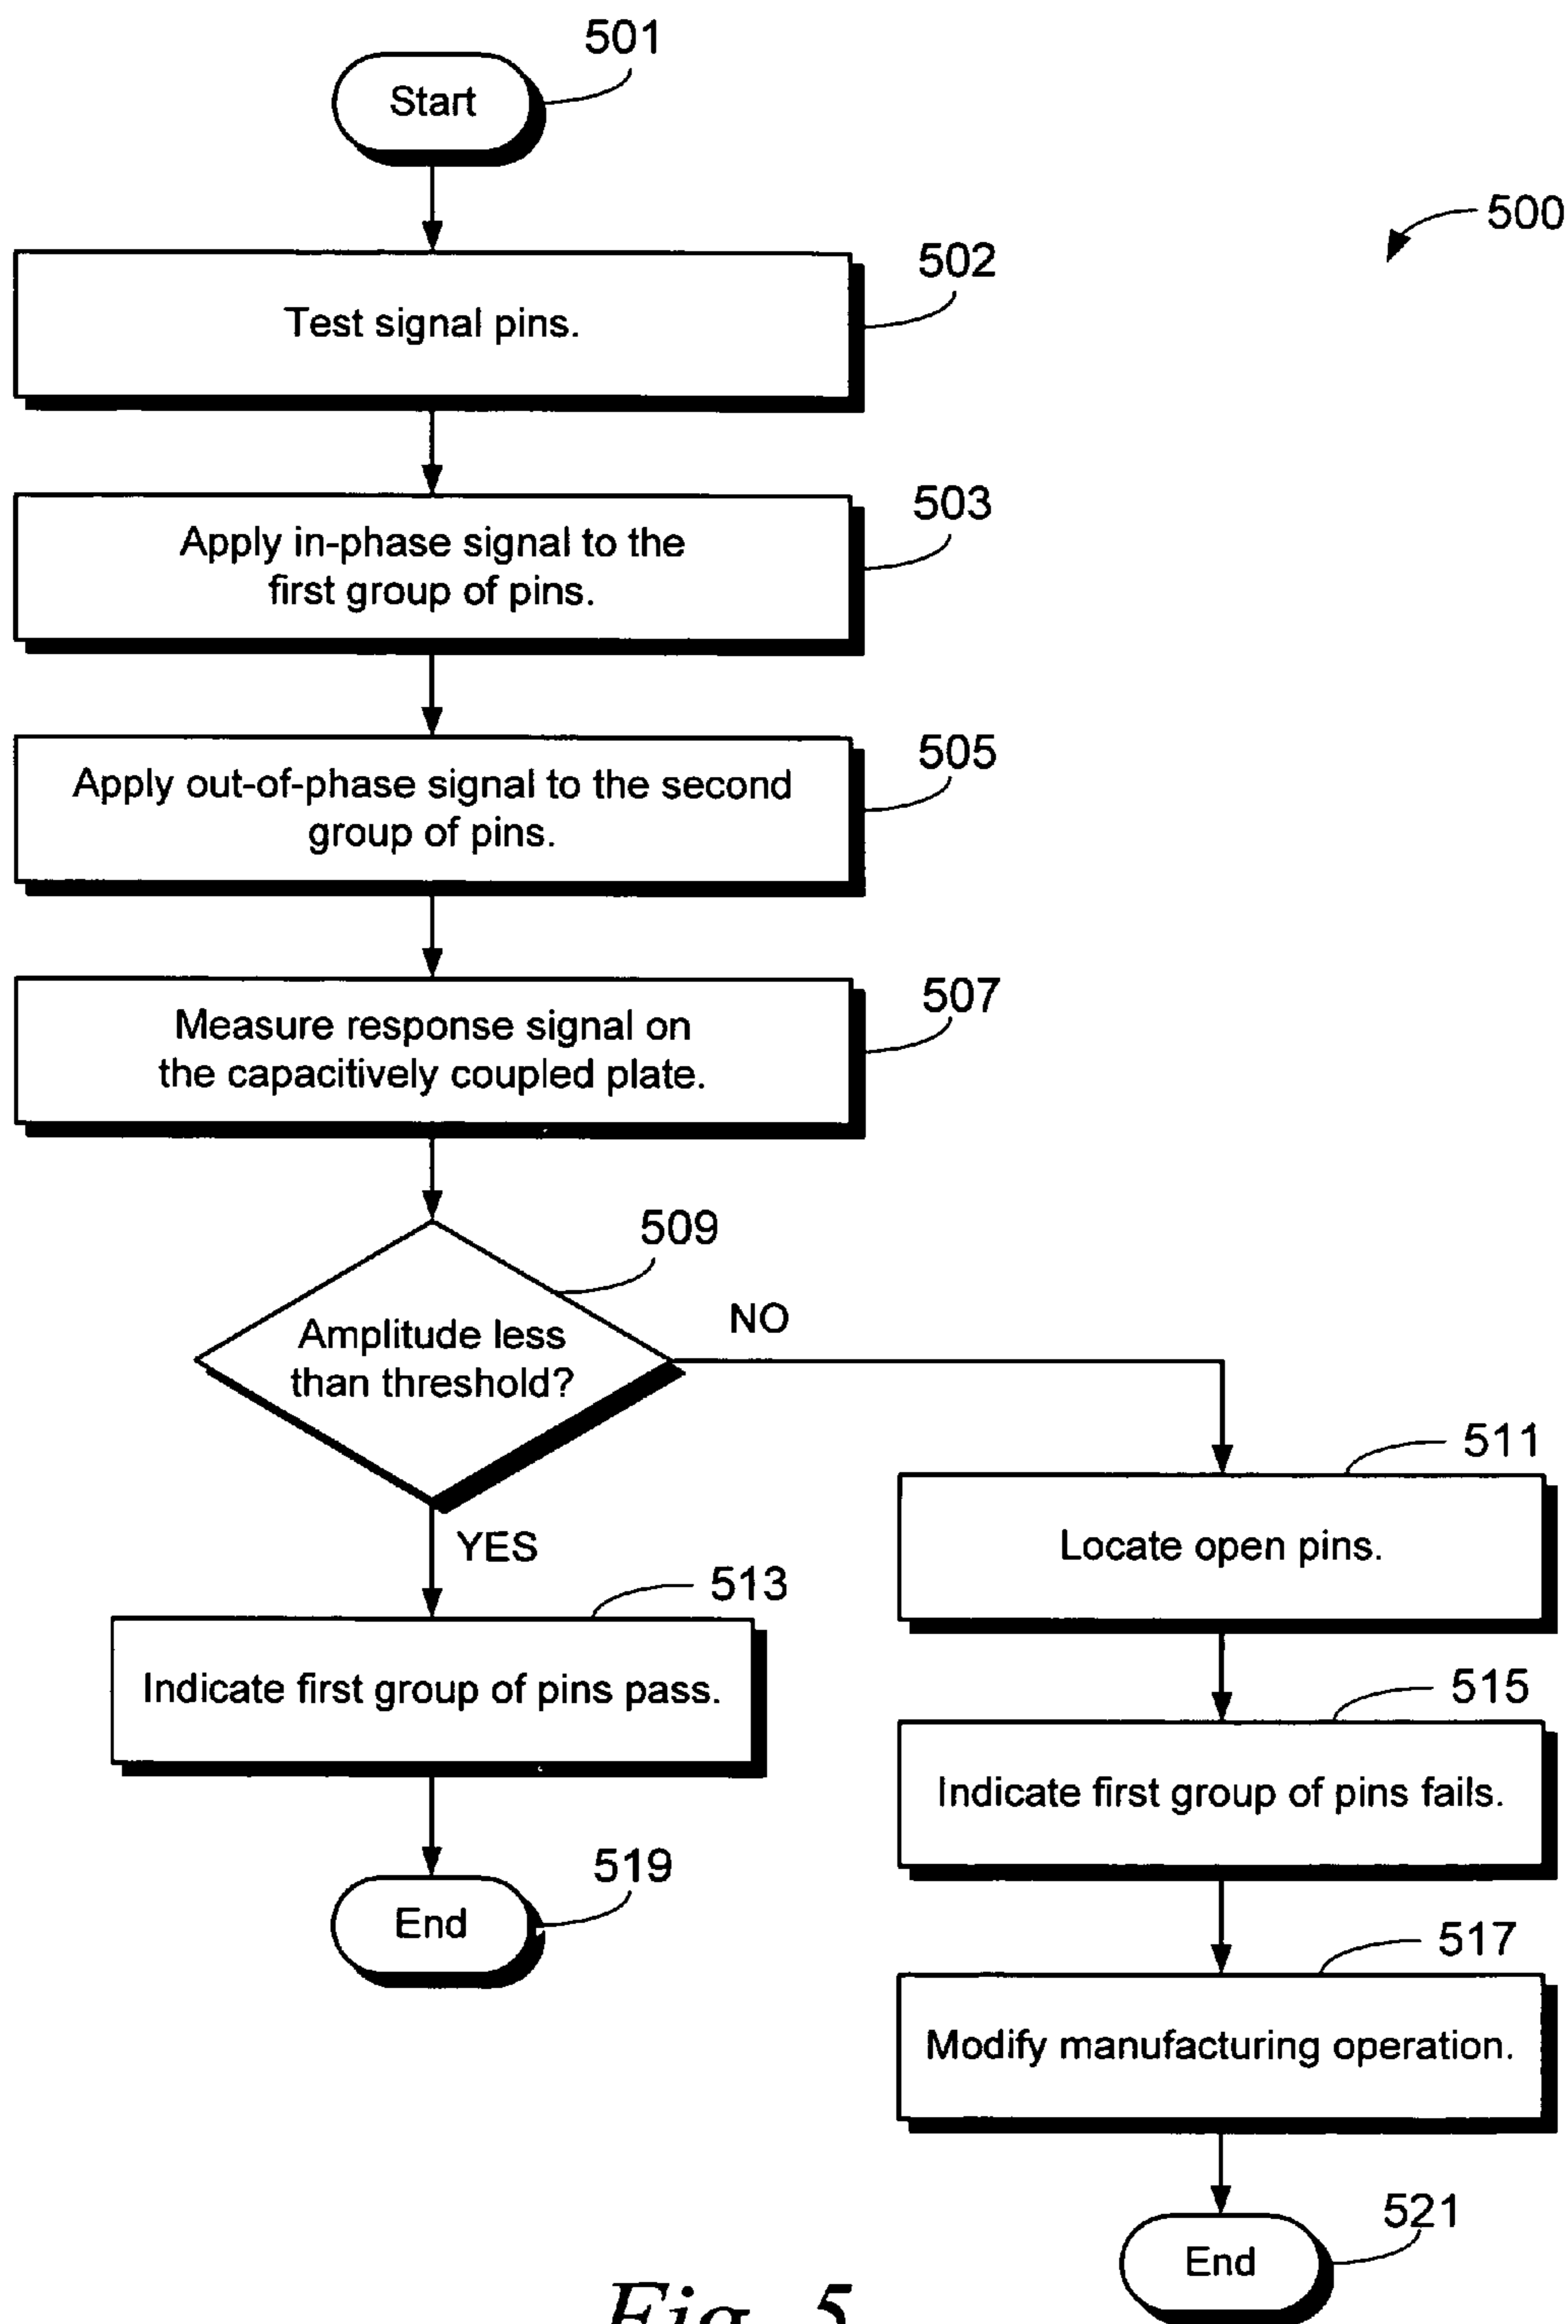 501
Start
500
502
Test signal pins.
503
Apply in-phase signal to the
first group of pins.
505
Apply out-of-phase signal to the second
group of pins.
507
Measure response signal on
the capacitively coupled plate.
509
Amplitude less
than threshold?
NO
YES
511
Locate open pins.
513
Indicate first group of pins pass.
515
Indicate first group of pins fails.
519
End
517
Modify manufacturing operation.
521
End
Fig. 5